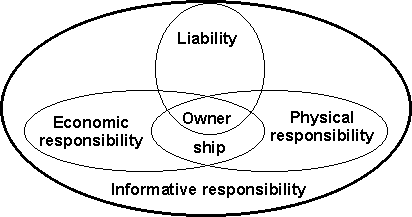 Liability
Economic
responsibility
Owner
ship
Physical
responsibility
Informative responsibility